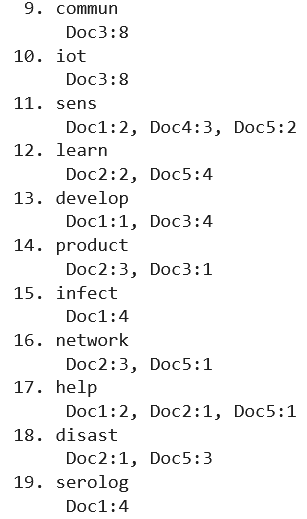 9. commun
Doc3:8
10. iot
Doc3:8
11. sens
Doc1:2, Doc4:3, Doc5:2
12. learn
Doc2:2, Doc5:4
13. develop
Doc1:1, Doc3:4
14. product
Doc2:3, Doc3:1
15. infect
Doc1:4
16. network
Doc2:3, Doc5:1
17. help
Doc1:2, Doc2:1, Doc5:1
18. disast
Doc2:1, Doc5:3
19. serolog
Doc1:4